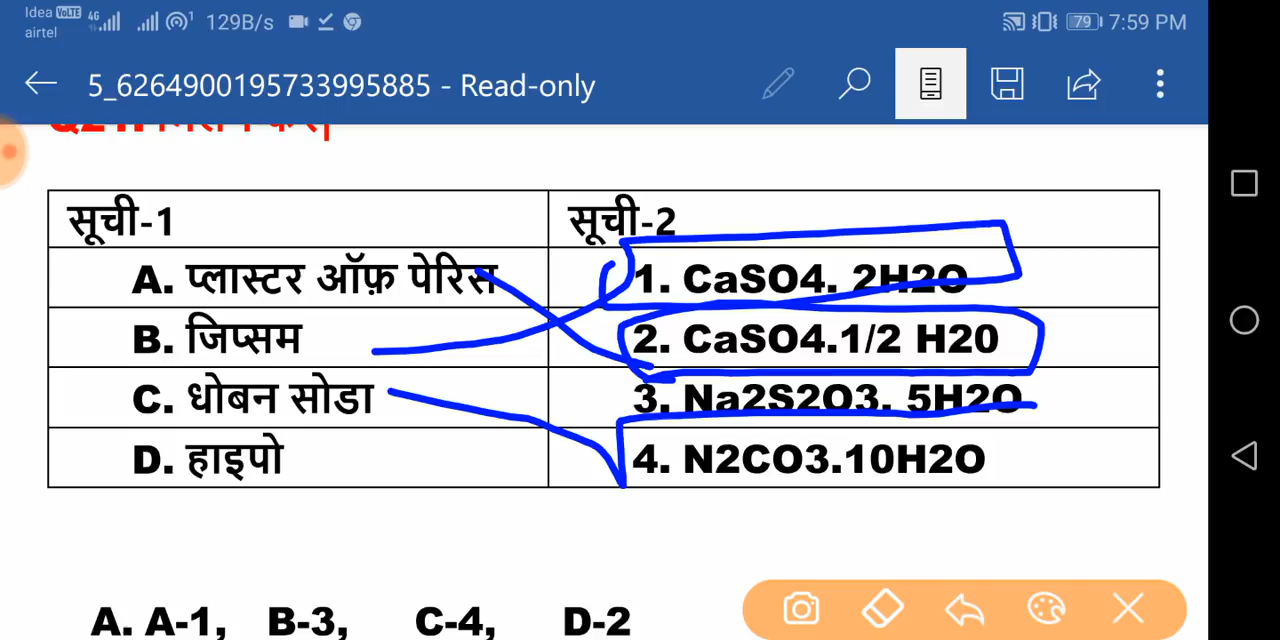 Idea VoLTE 4G 129B/s 79 7:59 PM
airtel
5_6264900195733995885 - Read-only
सूची-1 सूची-2
A. प्लास्टर ऑफ़ पेरिस 1. CaSO4. 2H2O
B. जिप्सम 2. CaSO4.1/2 H20
C. धोबन सोडा 3. Na2S2O3. 5H2O
D. हाइपो 4. N2CO3.10H2O
A. A-1, B-3, C-4, D-2